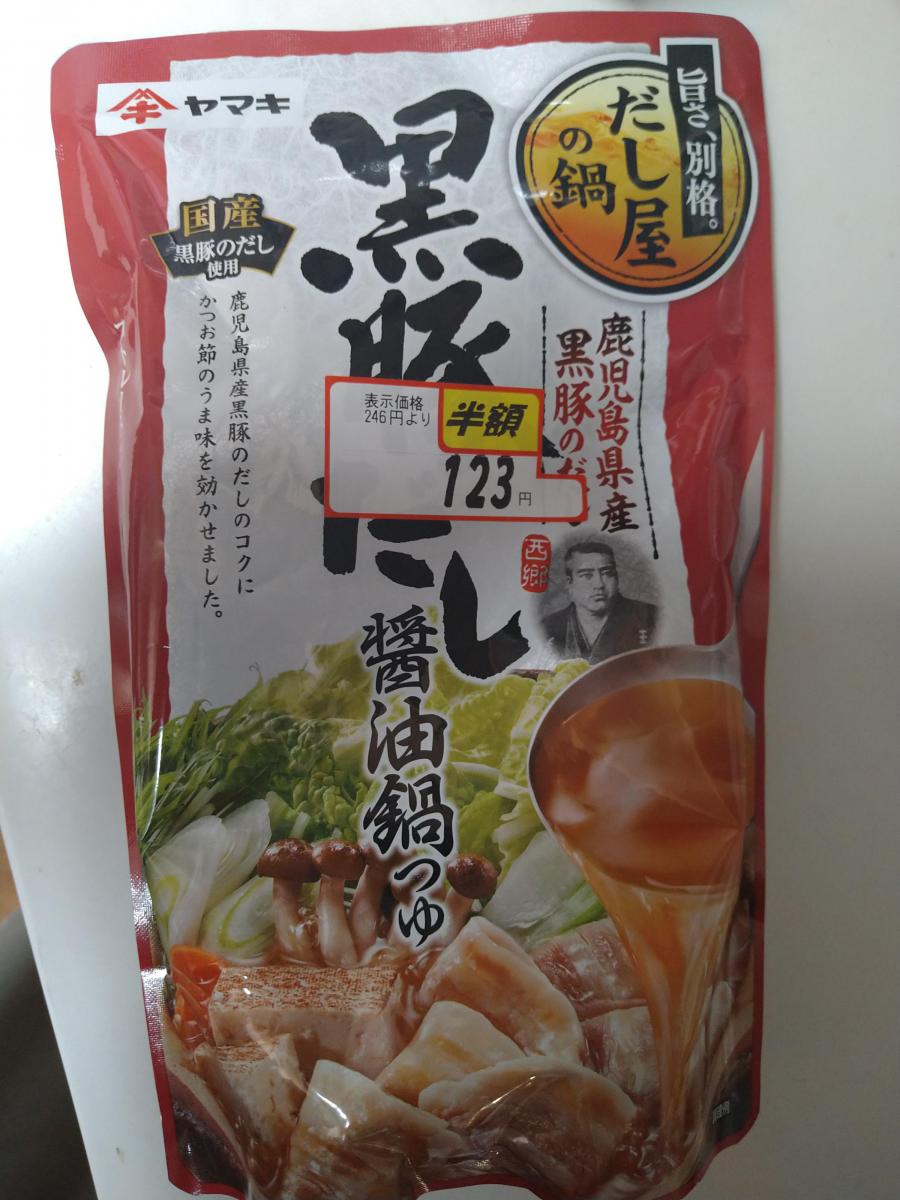 ヤマキ
旨さ、別格。
だし屋
の鍋
国産
黒豚のだし
使用
鹿児島県産黒豚のだしのコクに
かつお節のうま味を効かせました。
黒豚だし
醤油鍋つゆ
鹿児島県産
黒豚のだ
表示価格
246円より
半額
123円
西郷